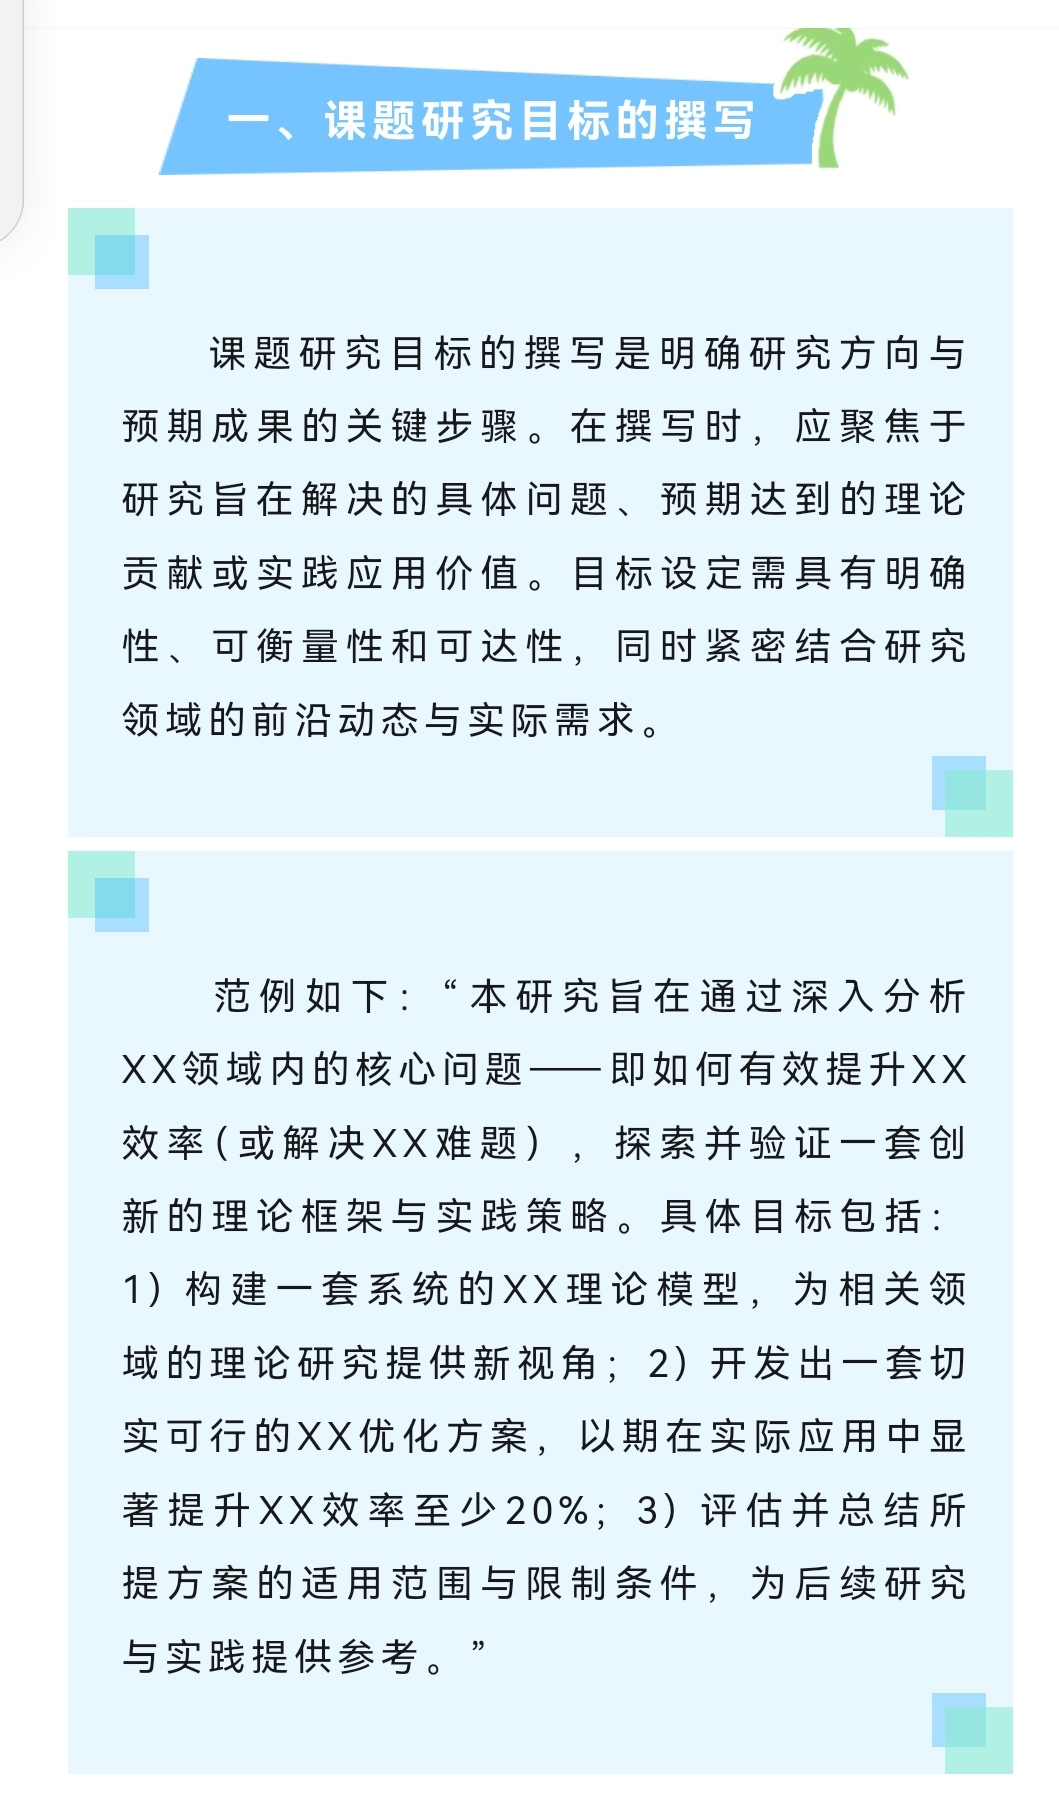 一、课题研究目标的撰写
课题研究目标的撰写是明确研究方向与
预期成果的关键步骤。在撰写时，应聚焦于
研究旨在解决的具体问题、预期达到的理论
贡献或实践应用价值。目标设定需具有明确
性、可衡量性和可达性，同时紧密结合研究
领域的前沿动态与实际需求。
范例如下：“本研究旨在通过深入分析
XX领域内的核心问题——即如何有效提升XX
效率(或解决XX难题)，探索并验证一套创
新的理论框架与实践策略。具体目标包括：
1）构建一套系统的XX理论模型，为相关领
域的理论研究提供新视角；2）开发出一套切
实可行的XX优化方案，以期在实际应用中显
著提升XX效率至少20%；3）评估并总结所
提方案的适用范围与限制条件，为后续研究
与实践提供参考。”